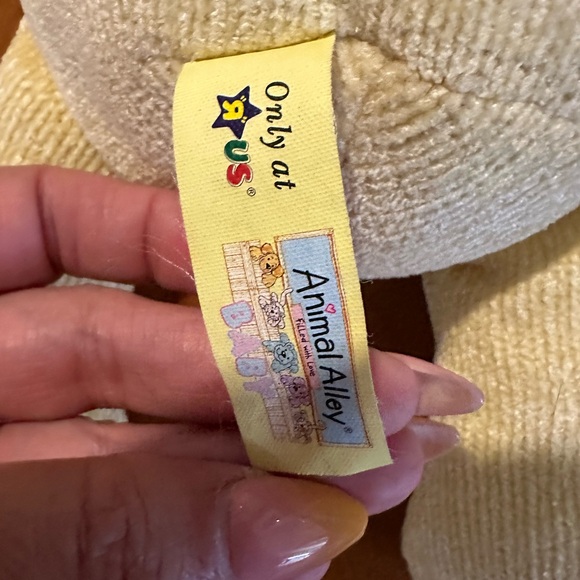 Only at
R US®
Animal Alley®
Filled with Love
BABY